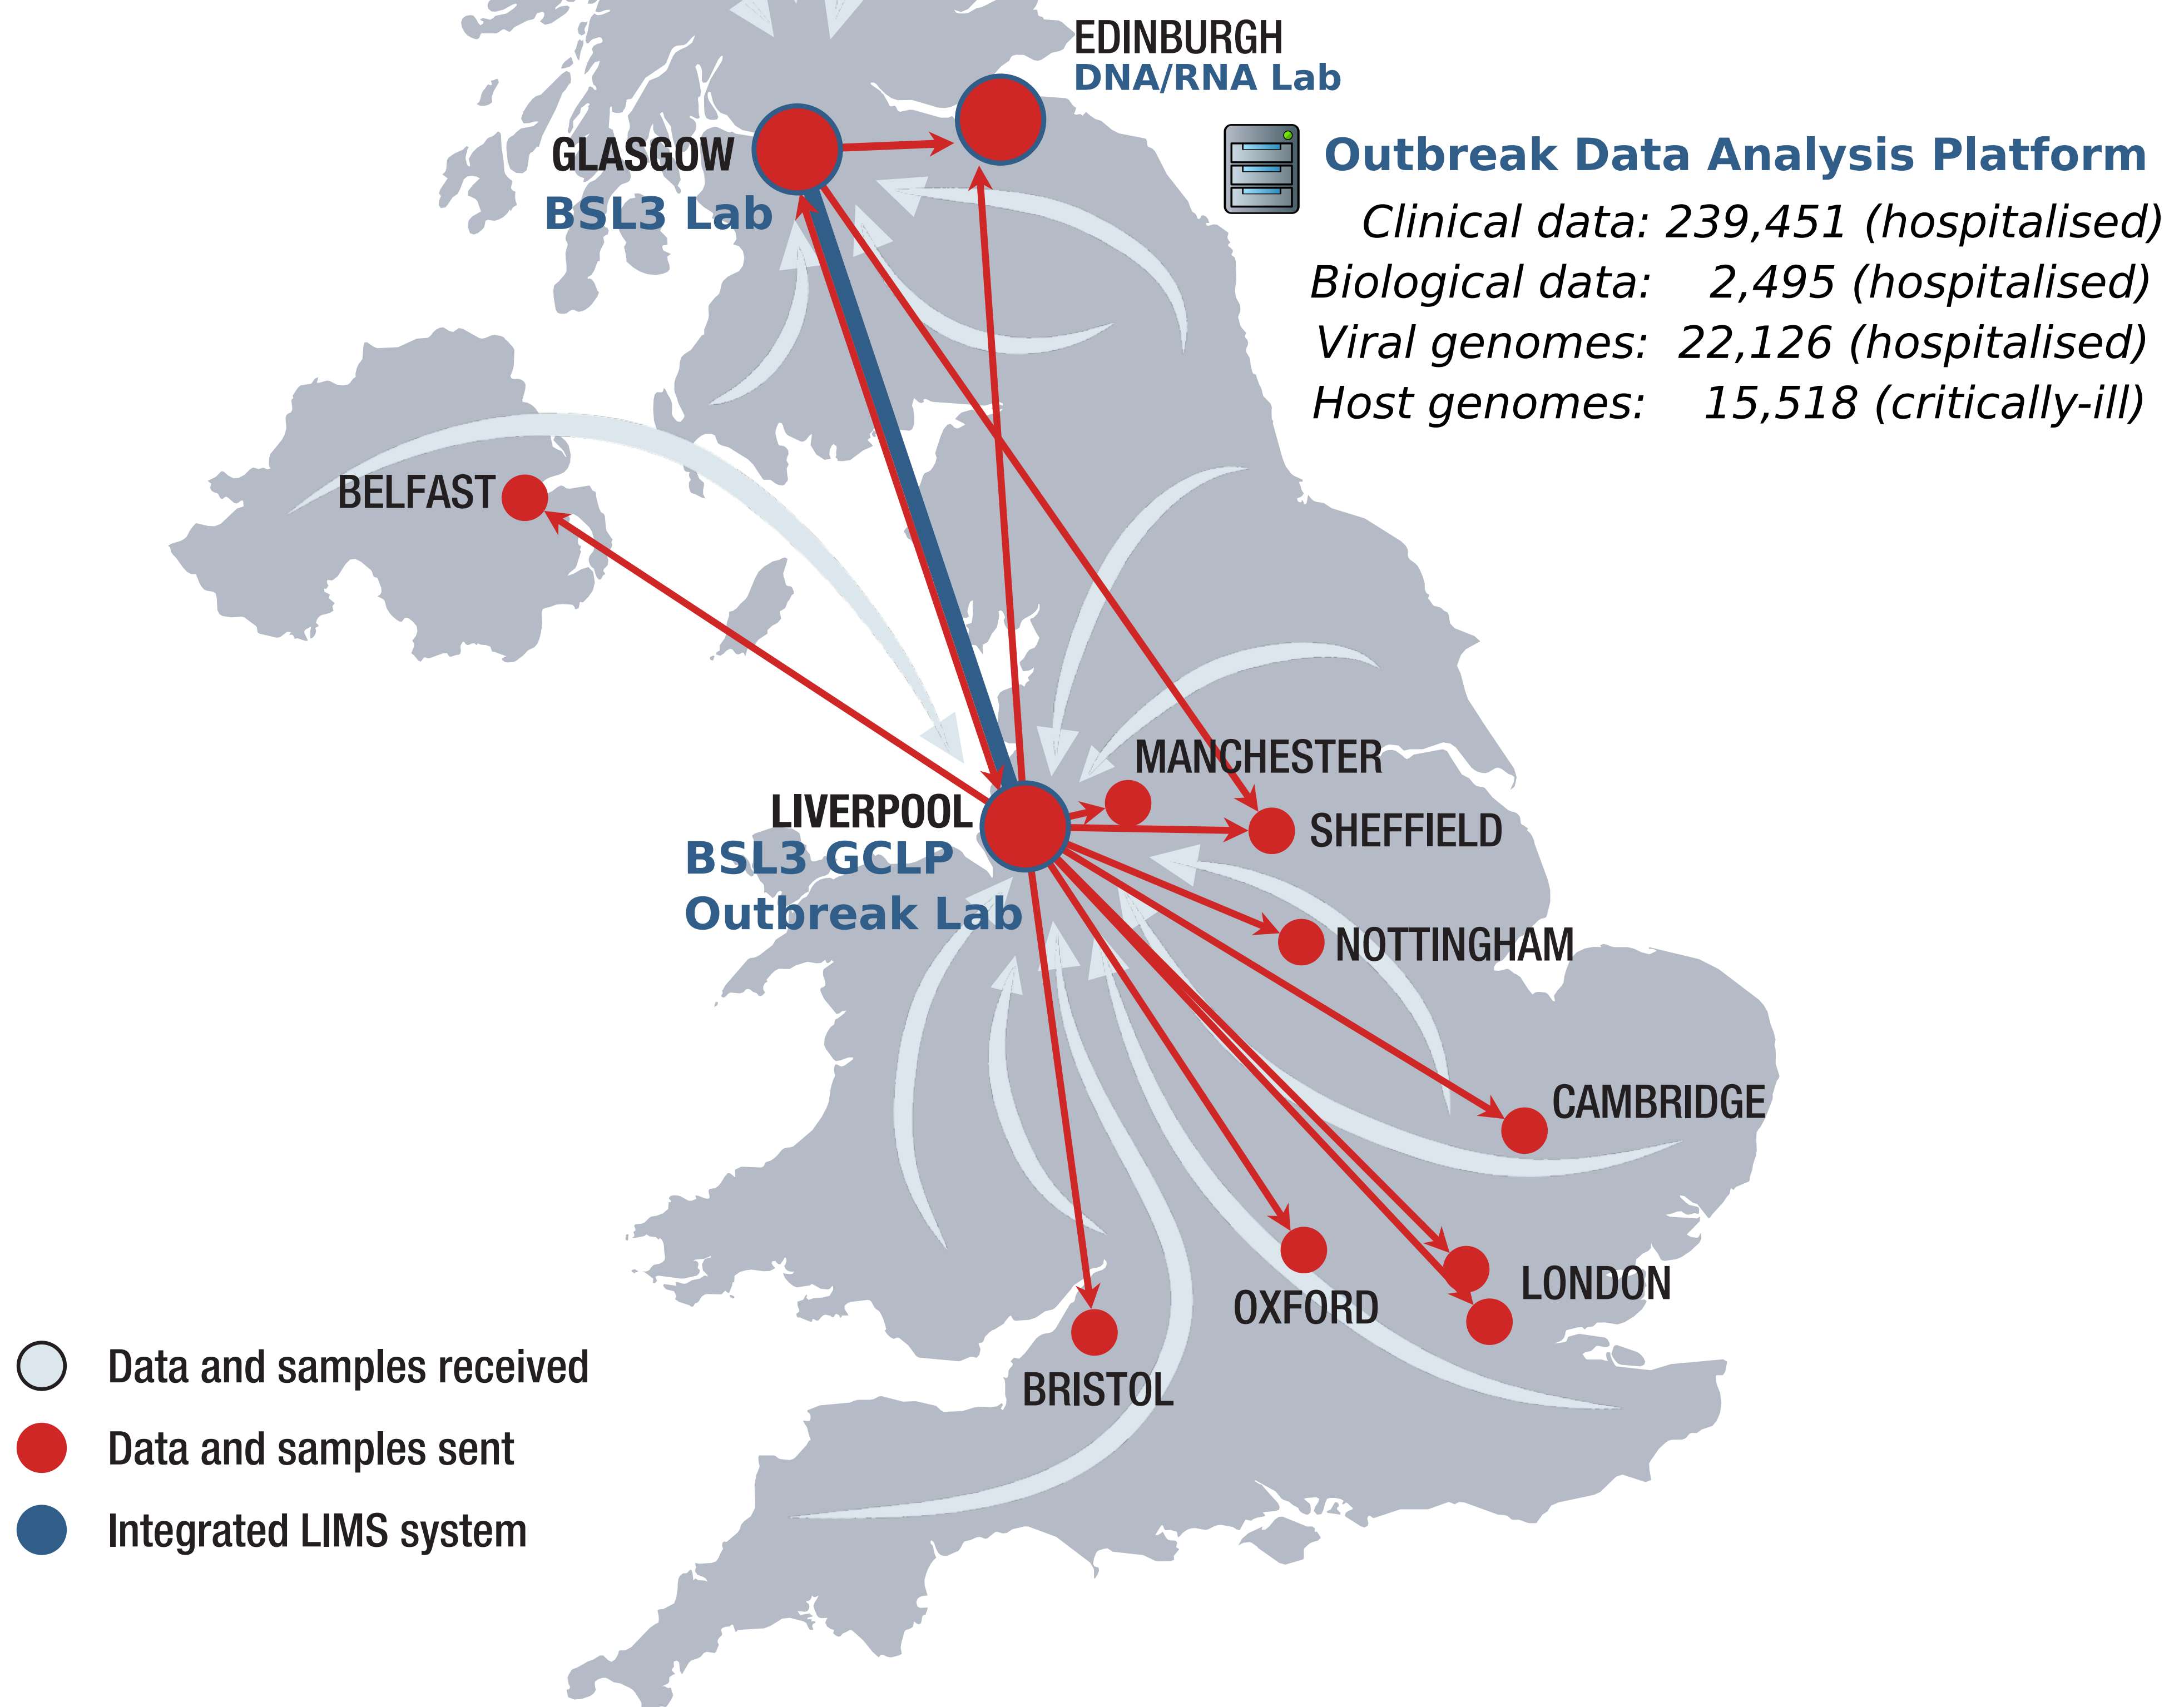 EDINBURGH
DNA/RNA Lab
GLASGOW
BSL3 Lab
Outbreak Data Analysis Platform
Clinical data: 239,451 (hospitalised)
Biological data: 2,495 (hospitalised)
Viral genomes: 22,126 (hospitalised)
Host genomes: 15,518 (critically-ill)
BELFAST
MANCHESTER
LIVERPOOL
BSL3 GCLP
Outbreak Lab
SHEFFIELD
NOTTINGHAM
CAMBRIDGE
LONDON
OXFORD
BRISTOL
Data and samples received
Data and samples sent
Integrated LIMS system